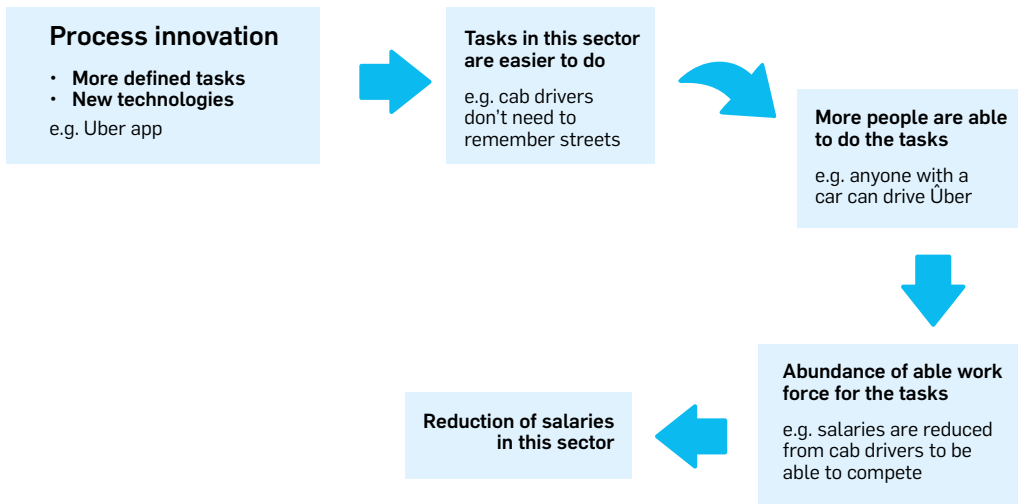 Process innovation
• More defined tasks
• New technologies
e.g. Uber app
Tasks in this sector
are easier to do
e.g. cab drivers
don't need to
remember streets
More people are able
to do the tasks
e.g. anyone with a
car can drive Ûber
Abundance of able work
force for the tasks
e.g. salaries are reduced
from cab drivers to be
able to compete
Reduction of salaries
in this sector